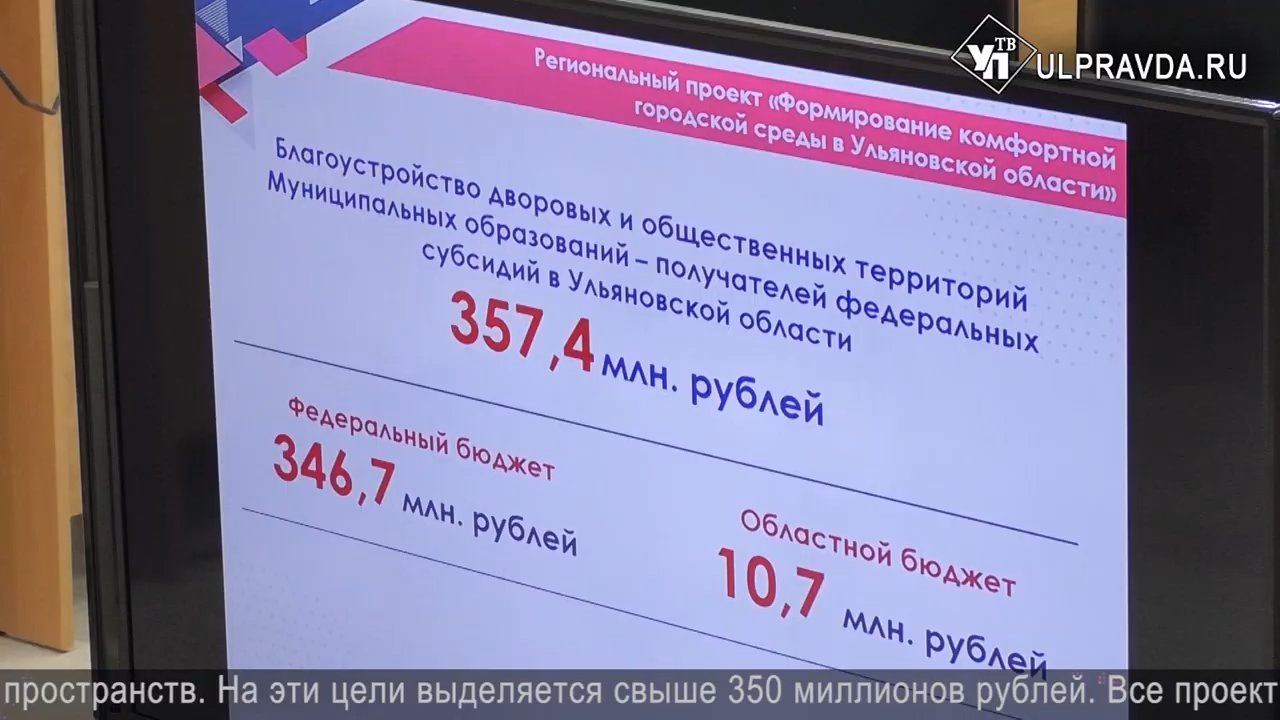 УП ТВ ULPRAVDA.RU
Региональный проект «Формирование комфортной
городской среды в Ульяновской области»
Благоустройство дворовых и общественных территорий
Муниципальных образований – получателей федеральных
субсидий в Ульяновской области
357,4 млн. рублей
Федеральный бюджет
346,7 млн. рублей
Областной бюджет
10,7 млн. рублей
пространств. На эти цели выделяется свыше 350 миллионов рублей. Все проект